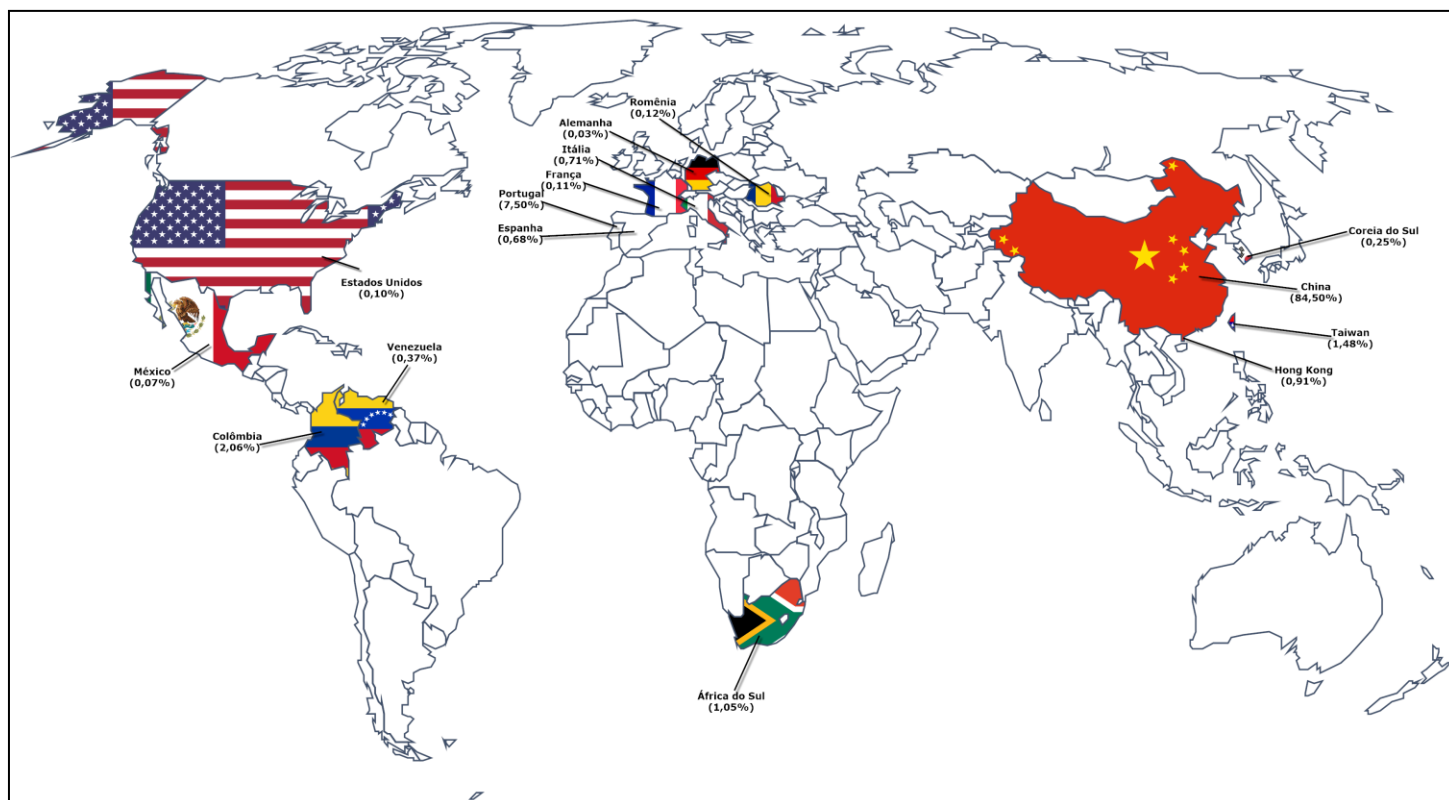 Romênia
(0,12%)
Alemanha
(0,03%)
Itália
(0,71%)
França
(0,11%)
Portugal
(7,50%)
Espanha
(0,68%)
Coreia do Sul
(0,25%)
Estados Unidos
(0,10%)
China
(84,50%)
Taiwan
(1,48%)
Venezuela
(0,37%)
México
(0,07%)
Hong Kong
(0,91%)
Colômbia
(2,06%)
África do Sul
(1,05%)